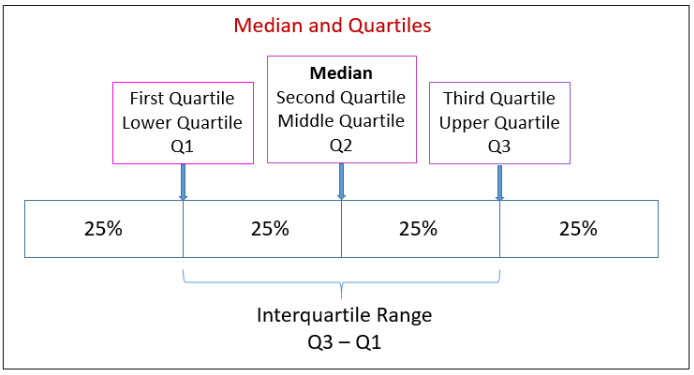 Median and Quartiles
First Quartile
Lower Quartile
Q1
Median
Second Quartile
Middle Quartile
Q2
Third Quartile
Upper Quartile
Q3
25%
25%
25%
25%
Interquartile Range
Q3 – Q1